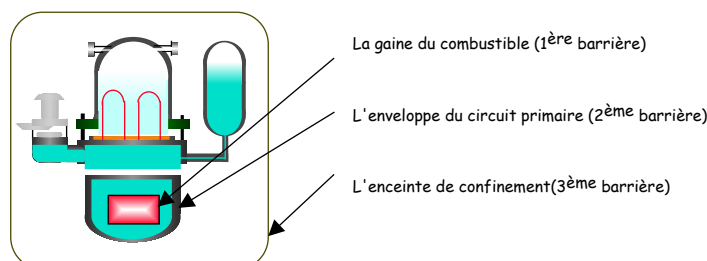 La gaine du combustible (1ère barrière)
L'enveloppe du circuit primaire (2ème barrière)
L'enceinte de confinement(3ème barrière)